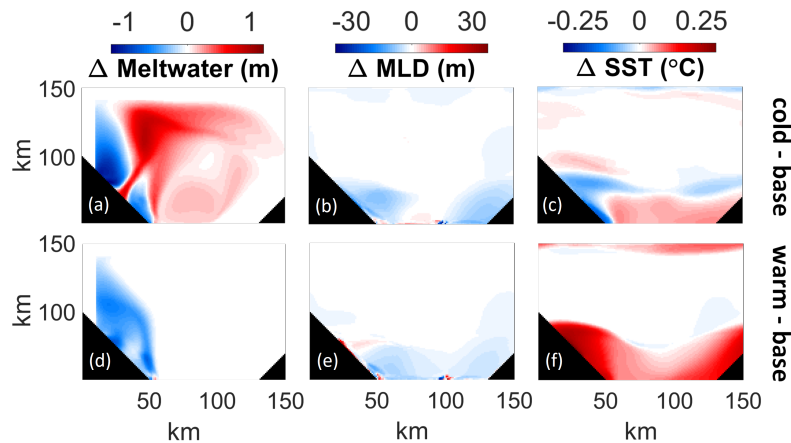 -1 0 1 -30 0 30 -0.25 0 0.25
Δ Meltwater (m) Δ MLD (m) Δ SST (°C)
150
100
km
(a) (b) (c)
cold - base
100
km
(d) (e) (f)
warm - base
50 100 150 50 100 150 50 100 150
km km km